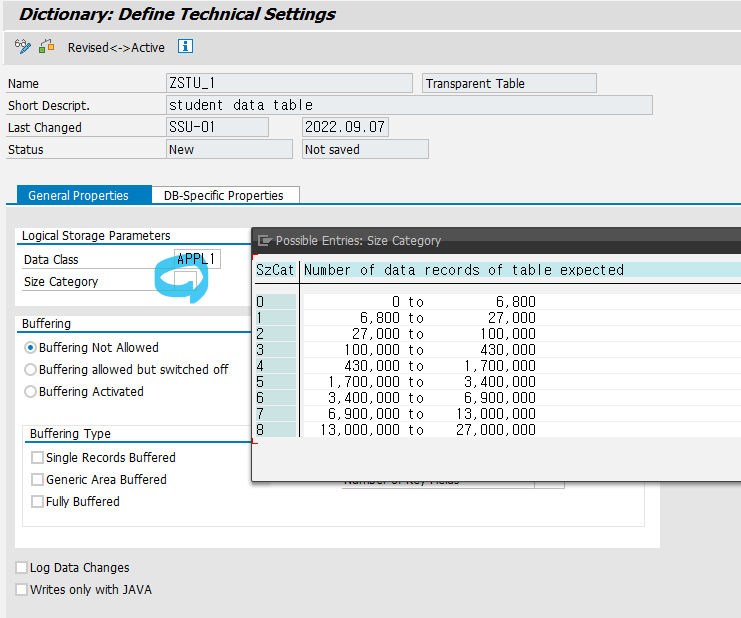 Dictionary: Define Technical Settings
Revised<->Active
Name ZSTU_1 Transparent Table
Short Descript. student data table
Last Changed SSU-01 2022.09.07
Status New Not saved
General Properties DB-Specific Properties
Logical Storage Parameters
Data Class APPL1
Size Category
Possible Entries: Size Category
SzCat Number of data records of table expected
0 0 to 6,800
1 6,800 to 27,000
2 27,000 to 100,000
3 100,000 to 430,000
4 430,000 to 1,700,000
5 1,700,000 to 3,400,000
6 3,400,000 to 6,900,000
7 6,900,000 to 13,000,000
8 13,000,000 to 27,000,000
Buffering
Buffering Not Allowed
Buffering allowed but switched off
Buffering Activated
Buffering Type
Single Records Buffered
Generic Area Buffered
Fully Buffered
Log Data Changes
Writes only with JAVA